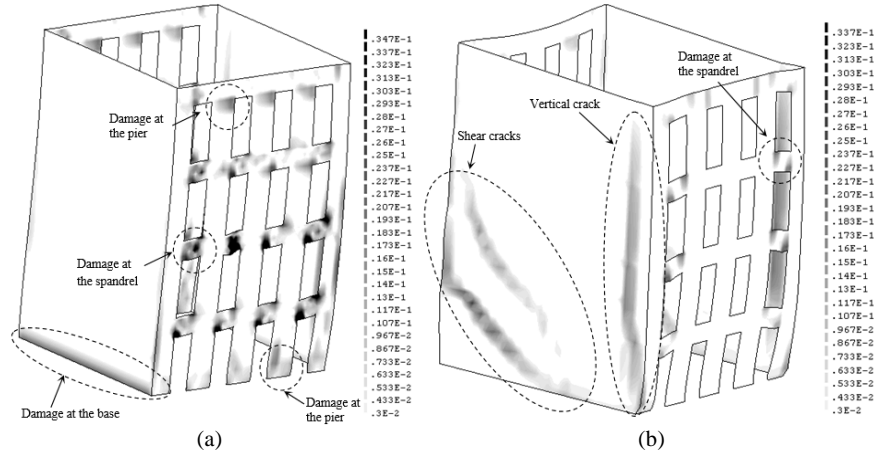 Damage at
the pier
Damage at
the spandrel
Damage at the base
Damage at
the pier
.347E-1
.337E-1
.323E-1
.313E-1
.303E-1
.293E-1
.28E-1
.27E-1
.26E-1
.25E-1
.237E-1
.227E-1
.217E-1
.207E-1
.193E-1
.183E-1
.173E-1
.16E-1
.15E-1
.14E-1
.13E-1
.117E-1
.107E-1
.967E-2
.867E-2
.733E-2
.633E-2
.533E-2
.433E-2
.3E-2
(a)
Damage at
the spandrel
Vertical crack
Shear cracks
.337E-1
.323E-1
.313E-1
.303E-1
.293E-1
.28E-1
.27E-1
.26E-1
.25E-1
.237E-1
.227E-1
.217E-1
.207E-1
.193E-1
.183E-1
.173E-1
.16E-1
.15E-1
.14E-1
.13E-1
.117E-1
.107E-1
.967E-2
.867E-2
.733E-2
.633E-2
.533E-2
.433E-2
.3E-2
(b)